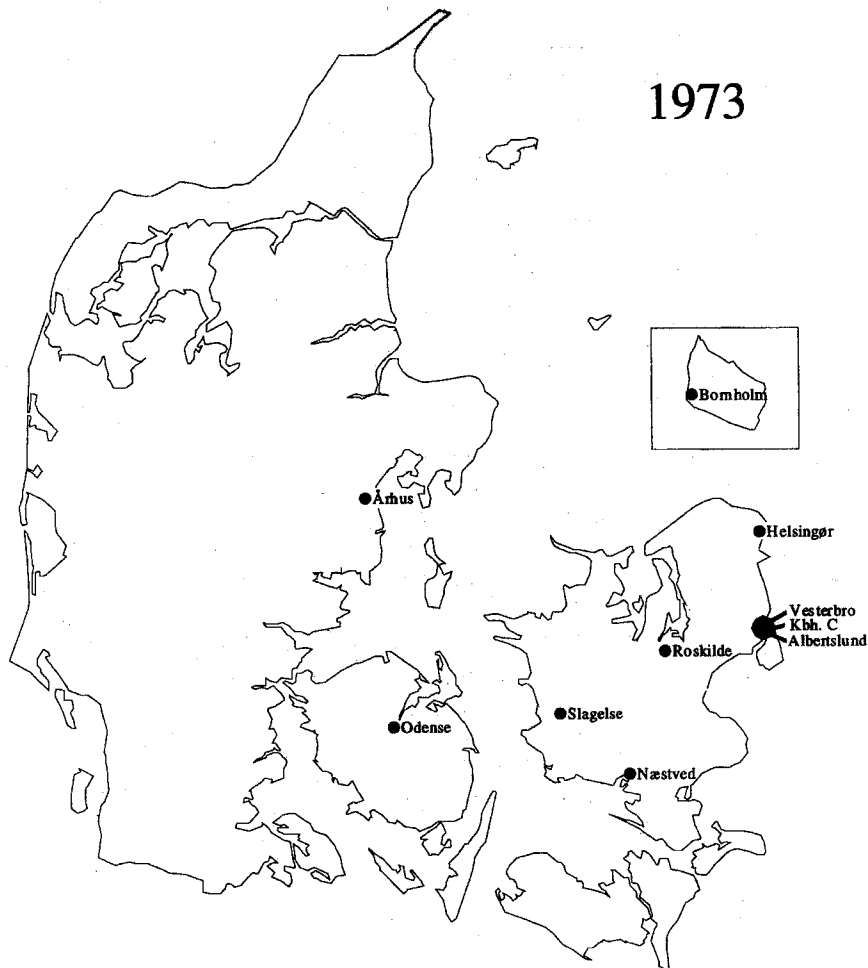 1973
Bornholm
Århus
Helsingør
Vesterbro
Kbh. C
Albertslund
Roskilde
Slagelse
Odense
Næstved